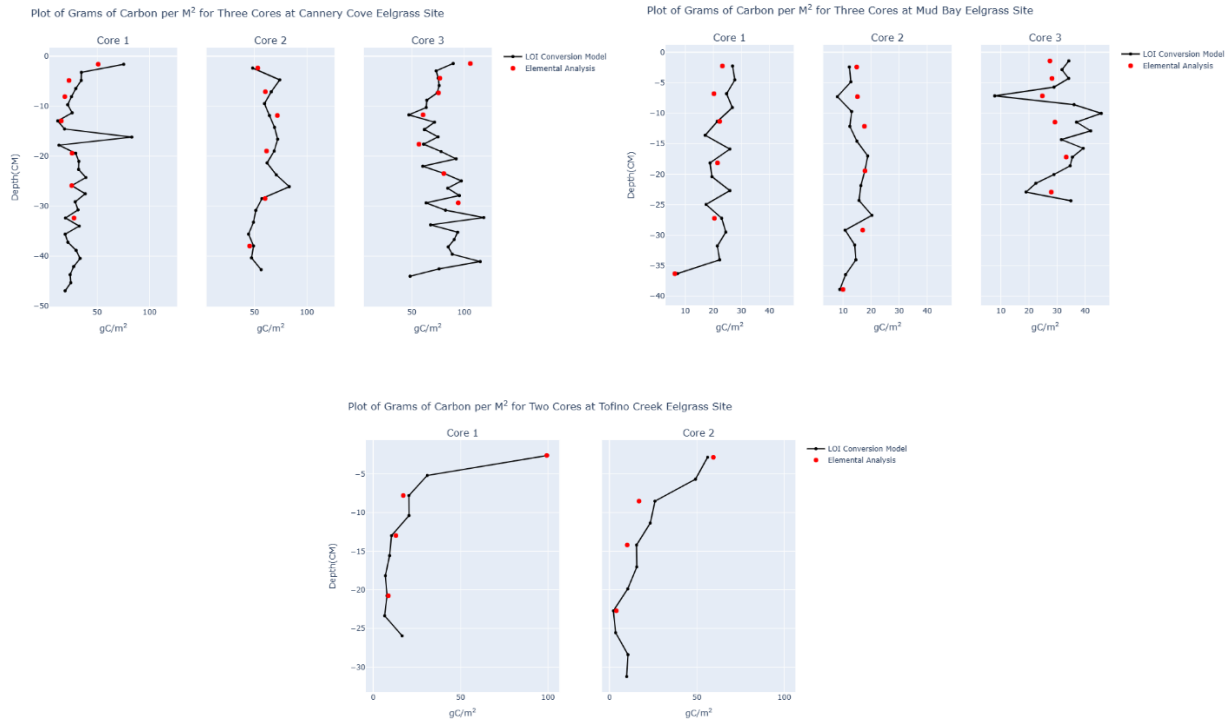 Plot of Grams of Carbon per M² for Three Cores at Cannery Cove Eelgrass Site
Core 1
Core 2
Core 3
LOI Conversion Model
Elemental Analysis
0
−10
−20
−30
−40
−50
Depth(CM)
50
100
50
100
50
100
gC/m²
gC/m²
gC/m²
Plot of Grams of Carbon per M² for Three Cores at Mud Bay Eelgrass Site
Core 1
Core 2
Core 3
LOI Conversion Model
Elemental Analysis
0
−5
−10
−15
−20
−25
−30
−35
−40
Depth(CM)
10
20
30
40
10
20
30
40
10
20
30
40
gC/m²
gC/m²
gC/m²
Plot of Grams of Carbon per M² for Two Cores at Tofino Creek Eelgrass Site
Core 1
Core 2
LOI Conversion Model
Elemental Analysis
−5
−10
−15
−20
−25
−30
Depth(CM)
0
50
100
0
50
100
gC/m²
gC/m²